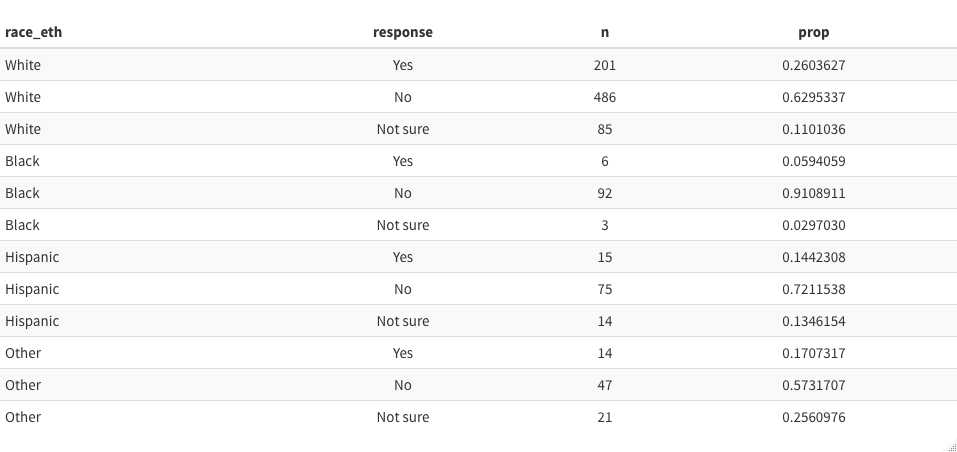 race_eth response n prop
White Yes 201 0.2603627
White No 486 0.6295337
White Not sure 85 0.1101036
Black Yes 6 0.0594059
Black No 92 0.9108911
Black Not sure 3 0.0297030
Hispanic Yes 15 0.1442308
Hispanic No 75 0.7211538
Hispanic Not sure 14 0.1346154
Other Yes 14 0.1707317
Other No 47 0.5731707
Other Not sure 21 0.2560976